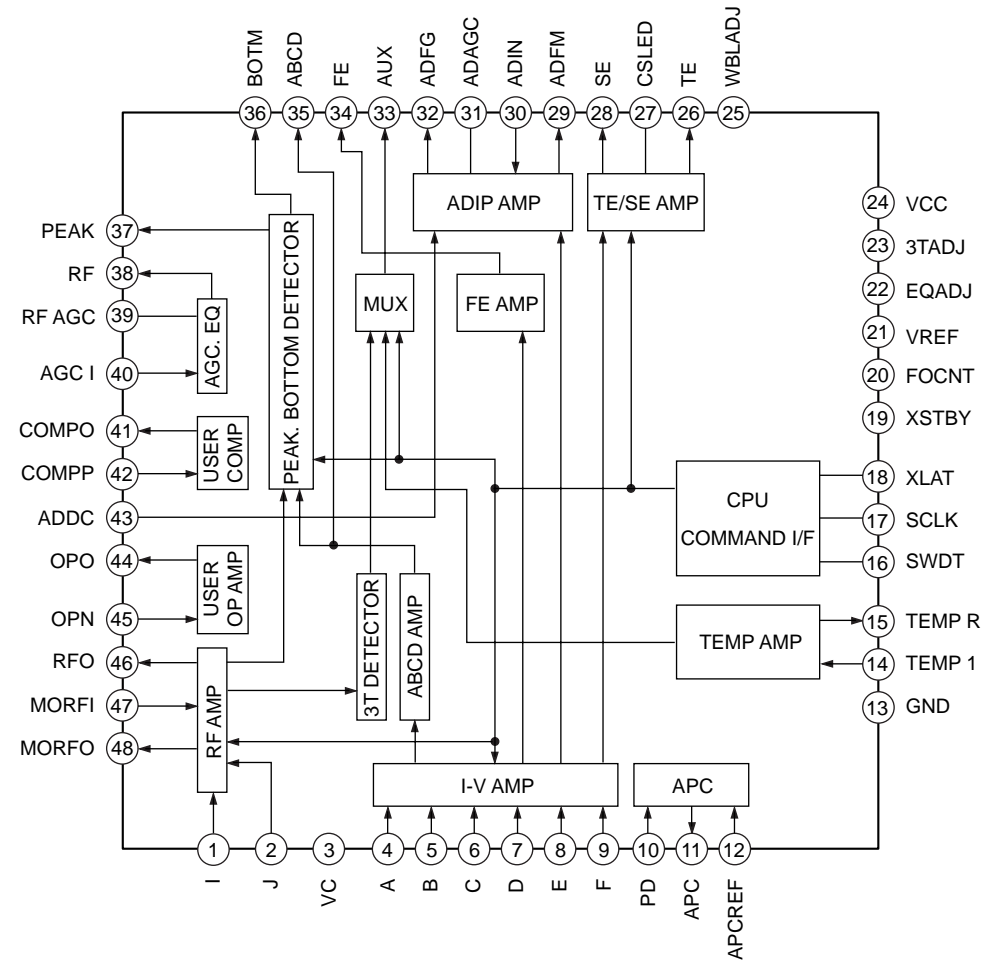 BOTM
ABCD
FE
AUX
ADFG
ADAGC
ADIN
ADFM
SE
CSLED
TE
WBLADJ
36
35
34
33
32
31
30
29
28
27
26
25
ADIP AMP
TE/SE AMP
PEAK 37
24 VCC
RF 38
23 3TADJ
RF AGC 39
22 EQADJ
AGC I 40
21 VREF
20 FOCNT
COMPO 41
19 XSTBY
COMPP 42
18 XLAT
ADDC 43
17 SCLK
OPO 44
16 SWDT
OPN 45
15 TEMP R
RFO 46
14 TEMP 1
MORFI 47
13 GND
MORFO 48
AGC. EQ
PEAK. BOTTOM DETECTOR
MUX
FE AMP
USER
COMP
CPU
COMMAND I/F
USER
OP AMP
3T DETECTOR
ABCD AMP
TEMP AMP
RF AMP
I-V AMP
APC
1
2
3
4
5
6
7
8
9
10
11
12
I
J
VC
A
B
C
D
E
F
PD
APC
APCREF